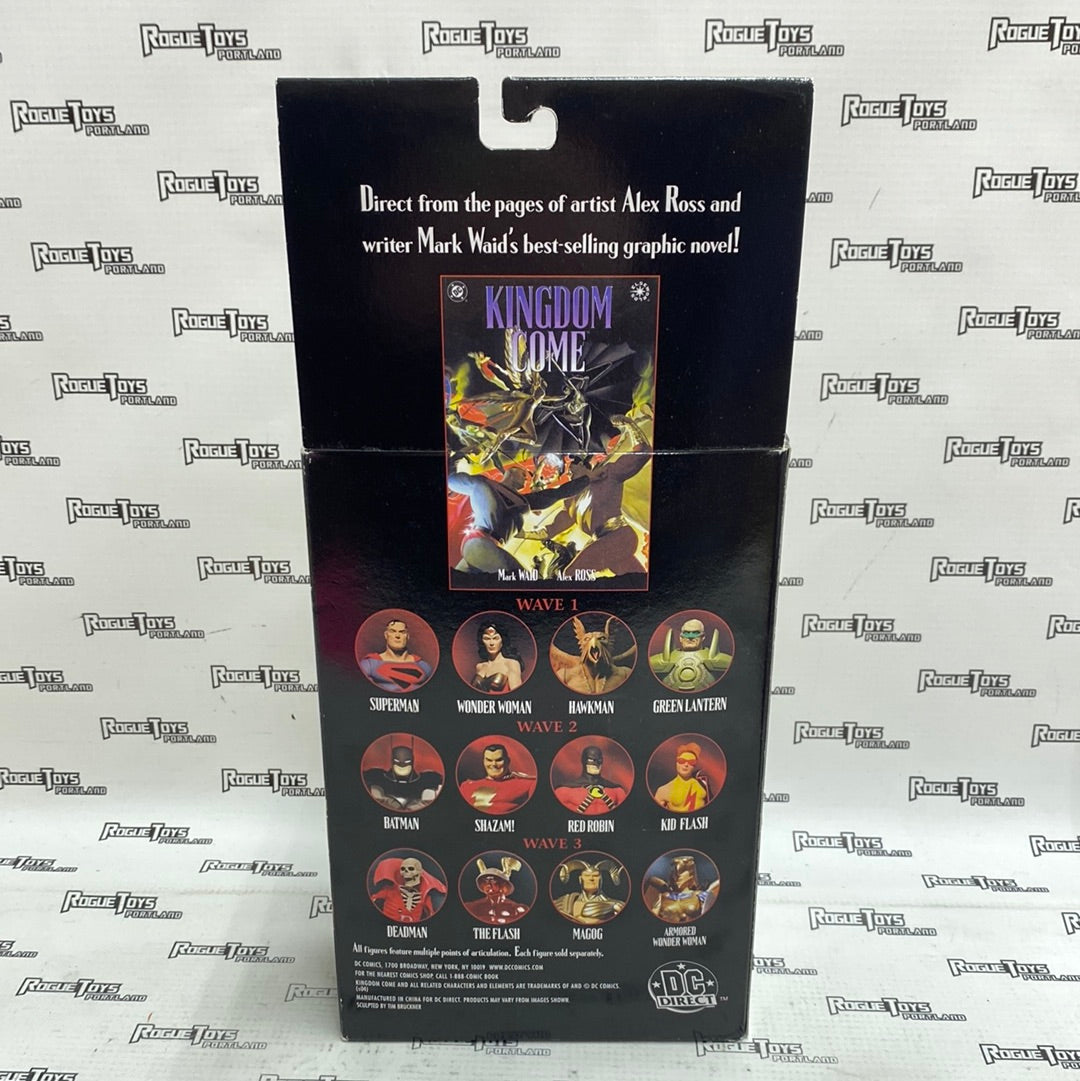 ROGUE TOYS PORTLAND
Direct from the pages of artist Alex Ross and
writer Mark Waid's best-selling graphic novel!
DC
KINGDOM
COME
Mark WAID Alex ROSS
WAVE 1
SUPERMAN WONDER WOMAN HAWKMAN GREEN LANTERN
WAVE 2
BATMAN SHAZAM! RED ROBIN KID FLASH
WAVE 3
DEADMAN THE FLASH MAGOG ARMORED WONDER WOMAN
All figures feature multiple points of articulation. Each figure sold separately.
DC COMICS, 1700 BROADWAY, NEW YORK, NY 10019 WWW.DCCOMICS.COM
FOR THE NEAREST COMICS SHOP, CALL 1-888-COMIC BOOK
KINGDOM COME AND ALL RELATED CHARACTERS AND ELEMENTS ARE TRADEMARKS OF AND © DC COMICS.
(s04)
MANUFACTURED IN CHINA FOR DC DIRECT. PRODUCTS MAY VARY FROM IMAGES SHOWN.
SCULPTED BY TIM BRUCKNER
DC
DIRECT™